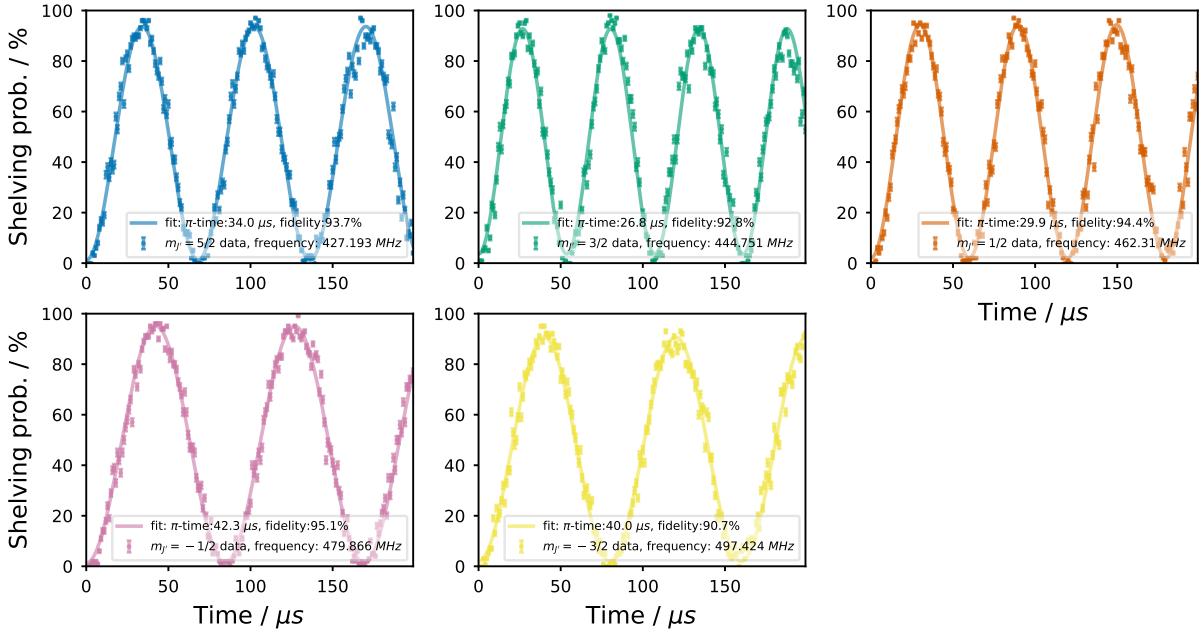 Shelving prob. / %
100
80
60
40
20
0
fit: π-time:34.0 μs, fidelity:93.7%
m_J' = 5/2 data, frequency: 427.193 MHz
0 50 100 150
100
80
60
40
20
0
fit: π-time:26.8 μs, fidelity:92.8%
m_J' = 3/2 data, frequency: 444.751 MHz
0 50 100 150
100
80
60
40
20
0
fit: π-time:29.9 μs, fidelity:94.4%
m_J' = 1/2 data, frequency: 462.31 MHz
0 50 100 150
Time / μs
Shelving prob. / %
100
80
60
40
20
0
fit: π-time:42.3 μs, fidelity:95.1%
m_J' = −1/2 data, frequency: 479.866 MHz
0 50 100 150
Time / μs
100
80
60
40
20
0
fit: π-time:40.0 μs, fidelity:90.7%
m_J' = −3/2 data, frequency: 497.424 MHz
0 50 100 150
Time / μs